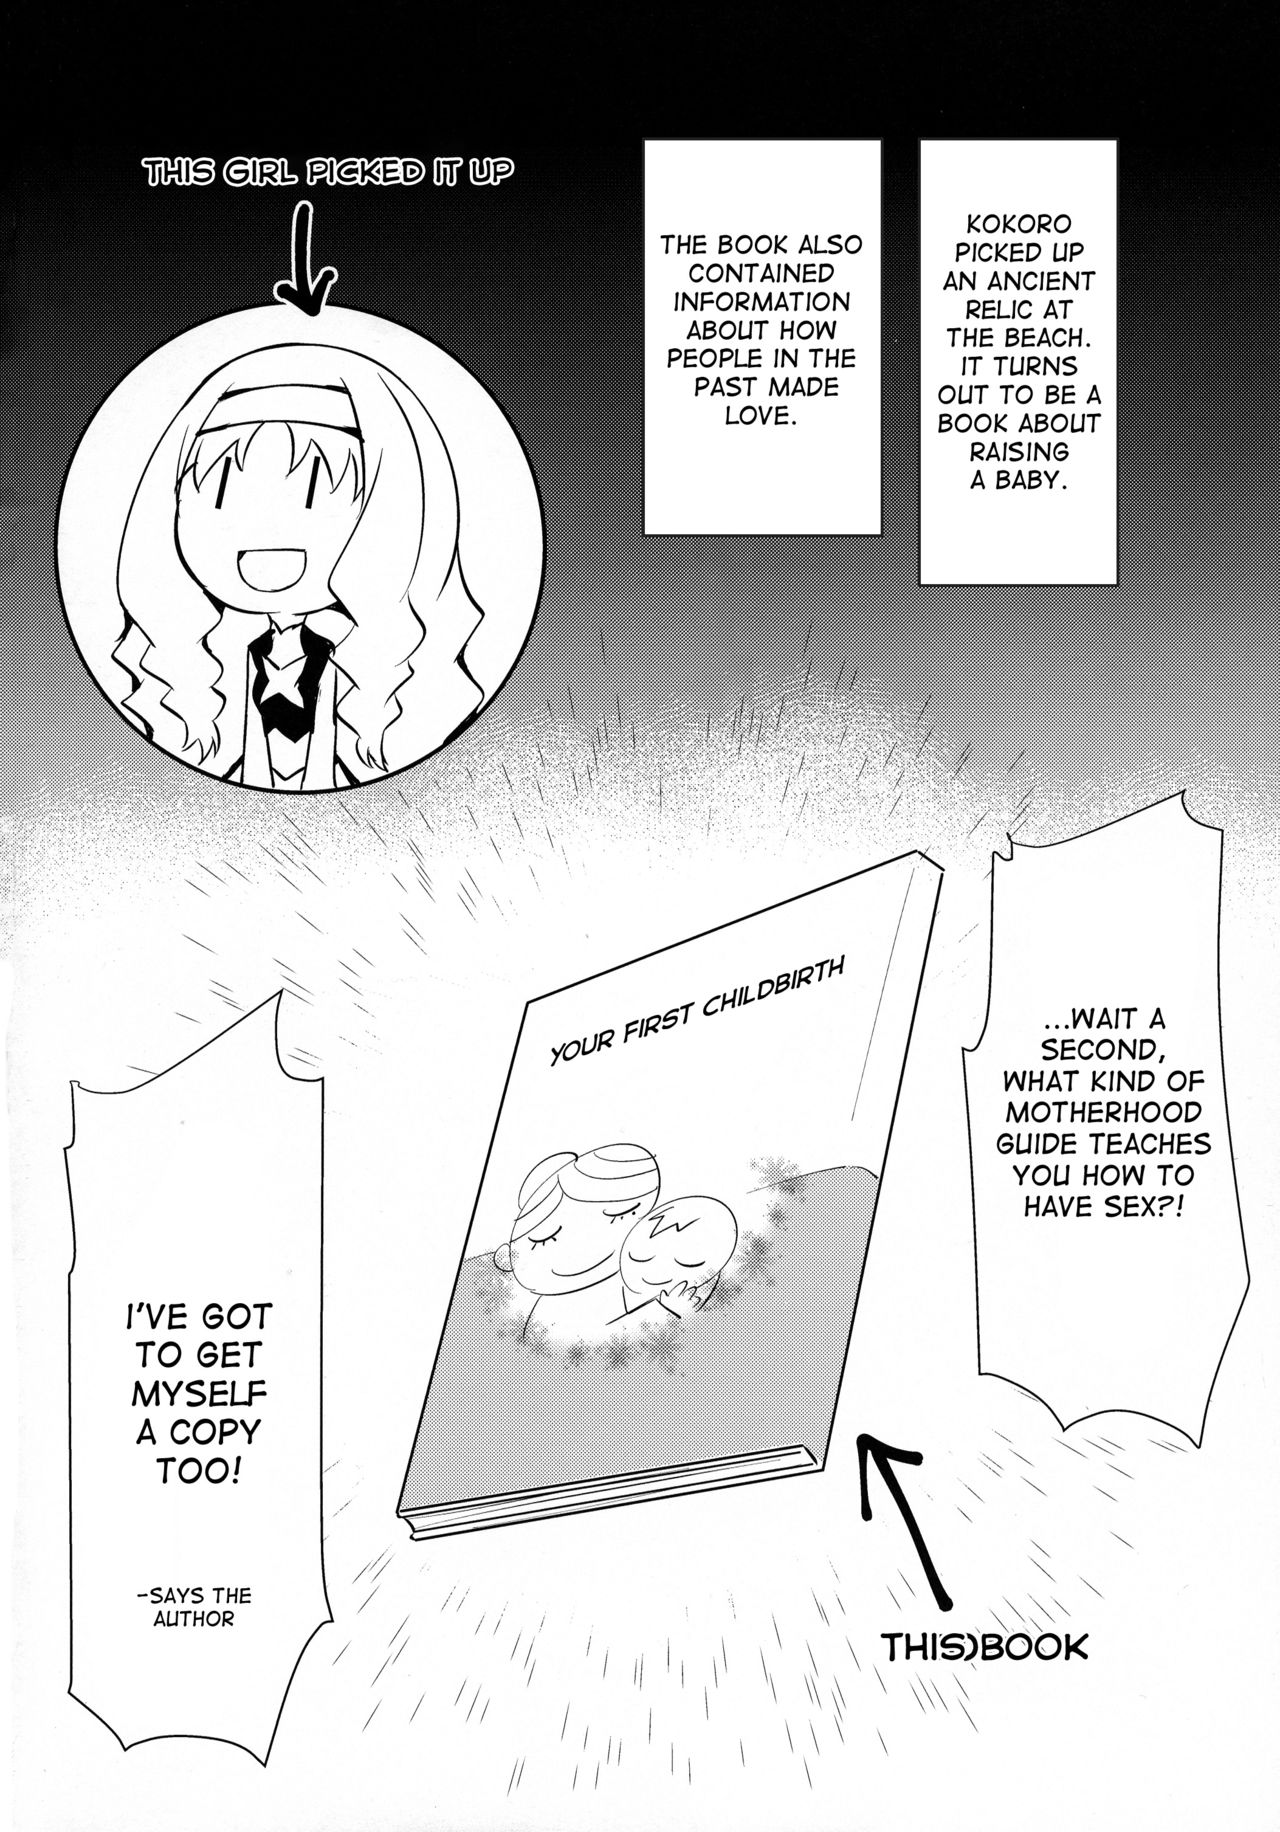 KOKORO
PICKED UP
AN ANCIENT
RELIC AT
THE BEACH.
IT TURNS
OUT TO BE A
BOOK ABOUT
RAISING
A BABY.
THE BOOK ALSO
CONTAINED
INFORMATION
ABOUT HOW
PEOPLE IN THE
PAST MADE
LOVE.
THIS GIRL PICKED IT UP
...WAIT A
SECOND,
WHAT KIND OF
MOTHERHOOD
GUIDE TEACHES
YOU HOW TO
HAVE SEX?!
YOUR FIRST CHILDBIRTH
THIS)BOOK
I'VE GOT
TO GET
MYSELF
A COPY
TOO!
-SAYS THE
AUTHOR